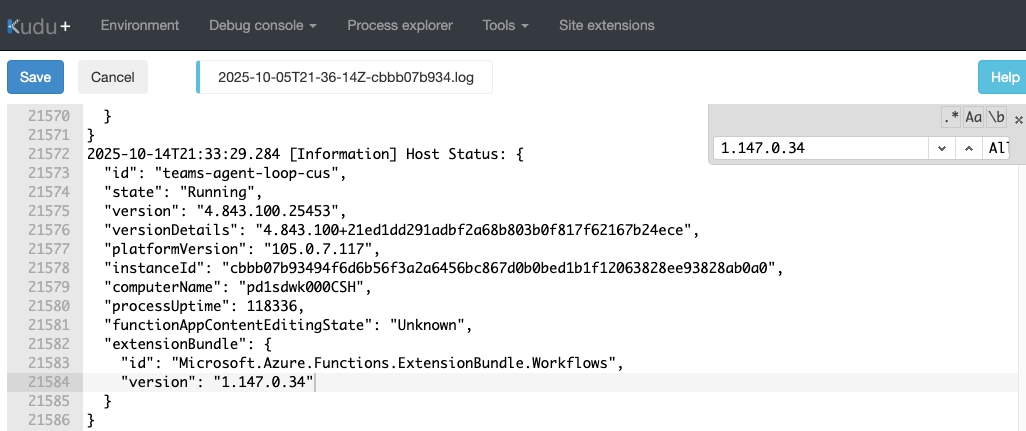 Kudu+ Environment Debug console Process explorer Tools Site extensions
Save Cancel 2025-10-05T21-36-14Z-cbbb07b934.log Help
.* Aa \b ×
1.147.0.34 All
21570 }
21571 }
21572 2025-10-14T21:33:29.284 [Information] Host Status: {
21573 "id": "teams-agent-loop-cus",
21574 "state": "Running",
21575 "version": "4.843.100.25453",
21576 "versionDetails": "4.843.100+21ed1dd291adbf2a68b803b0f817f62167b24ece",
21577 "platformVersion": "105.0.7.117",
21578 "instanceId": "cbbb07b93494f6d6b56f3a2a6456bc867d0b0bed1b1f12063828ee93828ab0a0",
21579 "computerName": "pd1sdwk000CSH",
21580 "processUptime": 118336,
21581 "functionAppContentEditingState": "Unknown",
21582 "extensionBundle": {
21583 "id": "Microsoft.Azure.Functions.ExtensionBundle.Workflows",
21584 "version": "1.147.0.34"
21585 }
21586 }